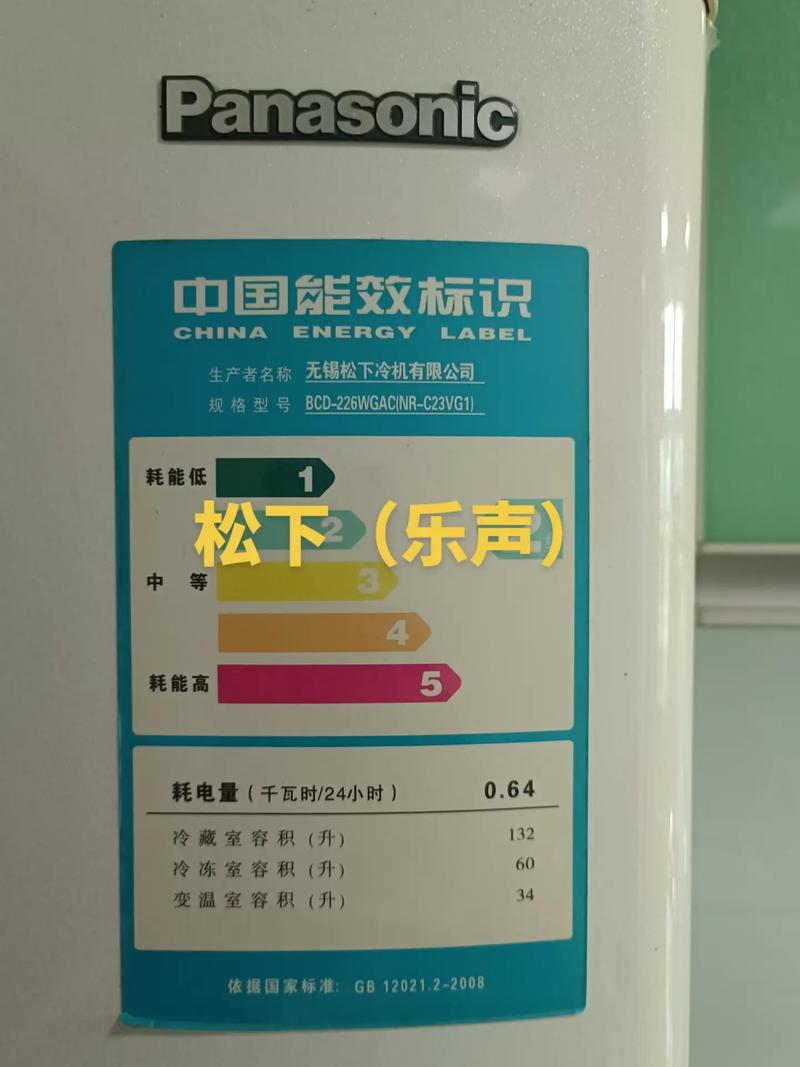 Panasonic
中国能效标识
CHINA ENERGY LABEL
生产者名称 无锡松下冷机有限公司
规格型号 BCD-226WGAC(NR-C23VG1)
耗能低 1
2 2
松下（乐声）
中等 3
4
耗能高 5
耗电量(千瓦时/24小时) 0.64
冷藏室容积(升) 132
冷冻室容积(升) 60
变温室容积(升) 34
依据国家标准: GB 12021.2-2008